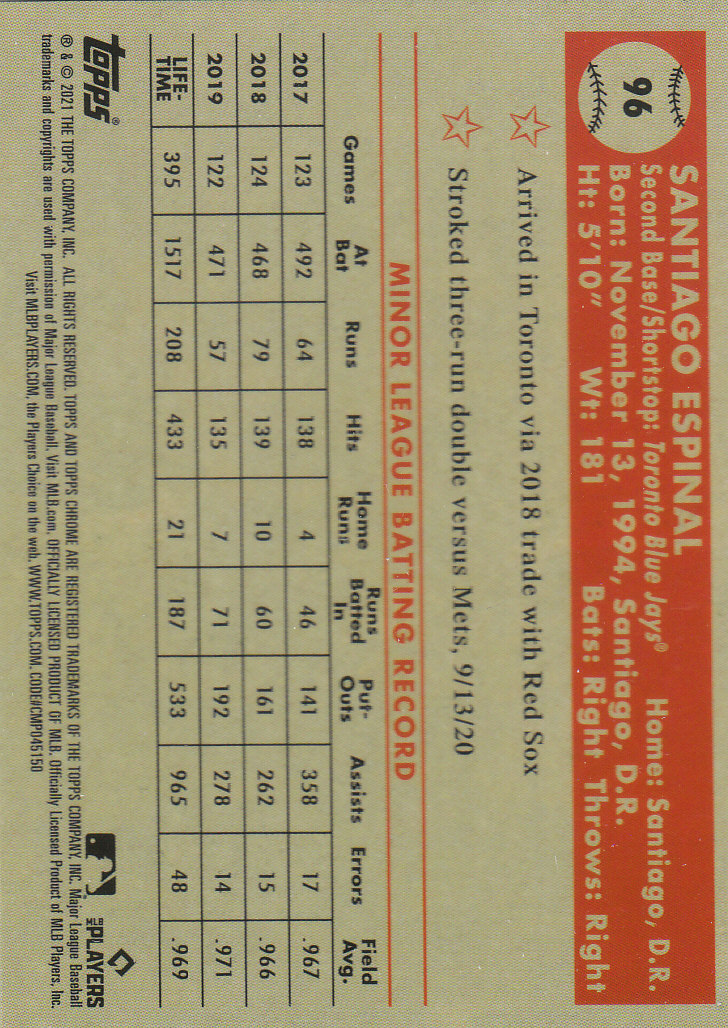 96
SANTIAGO ESPINAL
Second Base/Shortstop: Toronto Blue Jays® Home: Santiago, D.R.
Born: November 13, 1994, Santiago, D.R.
Ht: 5'10" Wt: 181 Bats: Right Throws: Right
Arrived in Toronto via 2018 trade with Red Sox
Stroked three-run double versus Mets, 9/13/20
MINOR LEAGUE BATTING RECORD
Games At Bat Runs Hits Home Runs Runs Batted In Put-Outs Assists Errors Field Avg.
2017 123 492 64 138 4 46 141 358 17 .967
2018 124 468 79 139 10 60 161 262 15 .966
2019 122 471 57 135 7 71 192 278 14 .971
LIFE-TIME 395 1517 208 433 21 187 533 965 48 .969
topps®
MLB PLAYERS
® & © 2021 THE TOPPS COMPANY, INC. ALL RIGHTS RESERVED. TOPPS AND TOPPS CHROME ARE REGISTERED TRADEMARKS OF THE TOPPS COMPANY, INC. Major League Baseball
trademarks and copyrights are used with permission of Major League Baseball. Visit MLB.com. OFFICIALLY LICENSED PRODUCT OF MLB. Officially Licensed Product of MLB Players, Inc.
Visit MLBPLAYERS.COM, the Players Choice on the web. WWW.TOPPS.COM. CODE#CMP045150